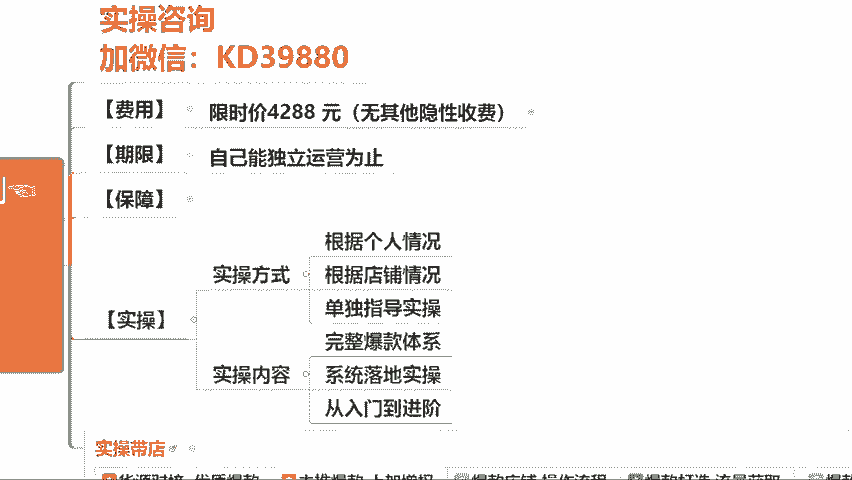 实操咨询
加微信：KD39880
【费用】
限时价4288 元（无其他隐性收费）
【期限】
自己能独立运营为止
【保障】
【实操】
实操方式
根据个人情况
根据店铺情况
单独指导实操
实操内容
完整爆款体系
系统落地实操
从入门到进阶
实操带店